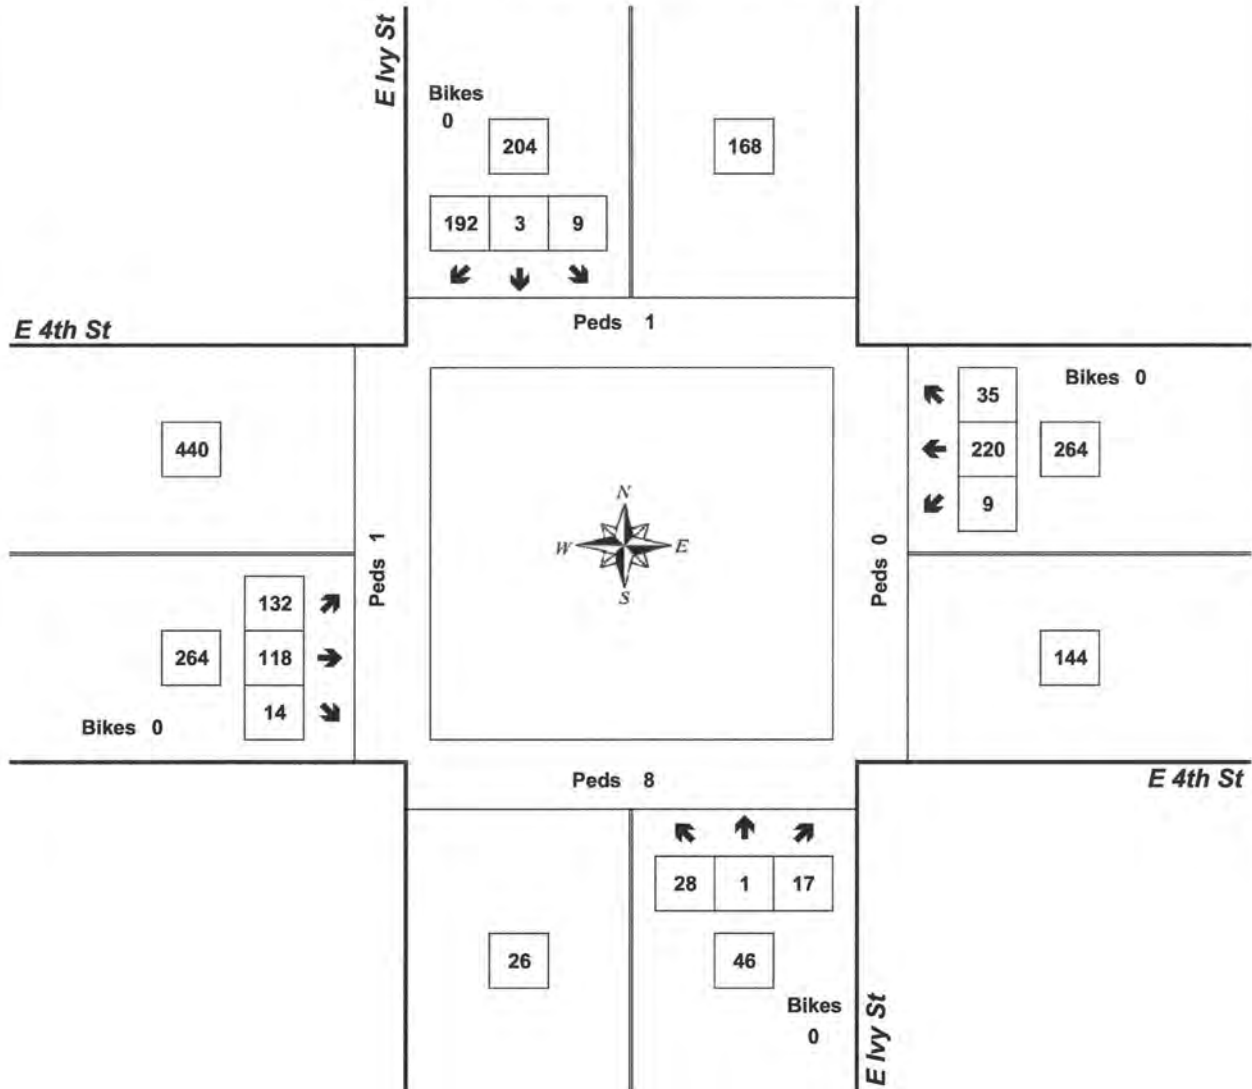 E Ivy St
Bikes
0
204
168
192 3 9
Peds 1
E 4th St
35
Bikes 0
440
220
264
9
N
W E
S
Peds 1
Peds 0
132
264
118
144
14
Bikes 0
Peds 8
E 4th St
28 1 17
26
46
Bikes
0
E Ivy St